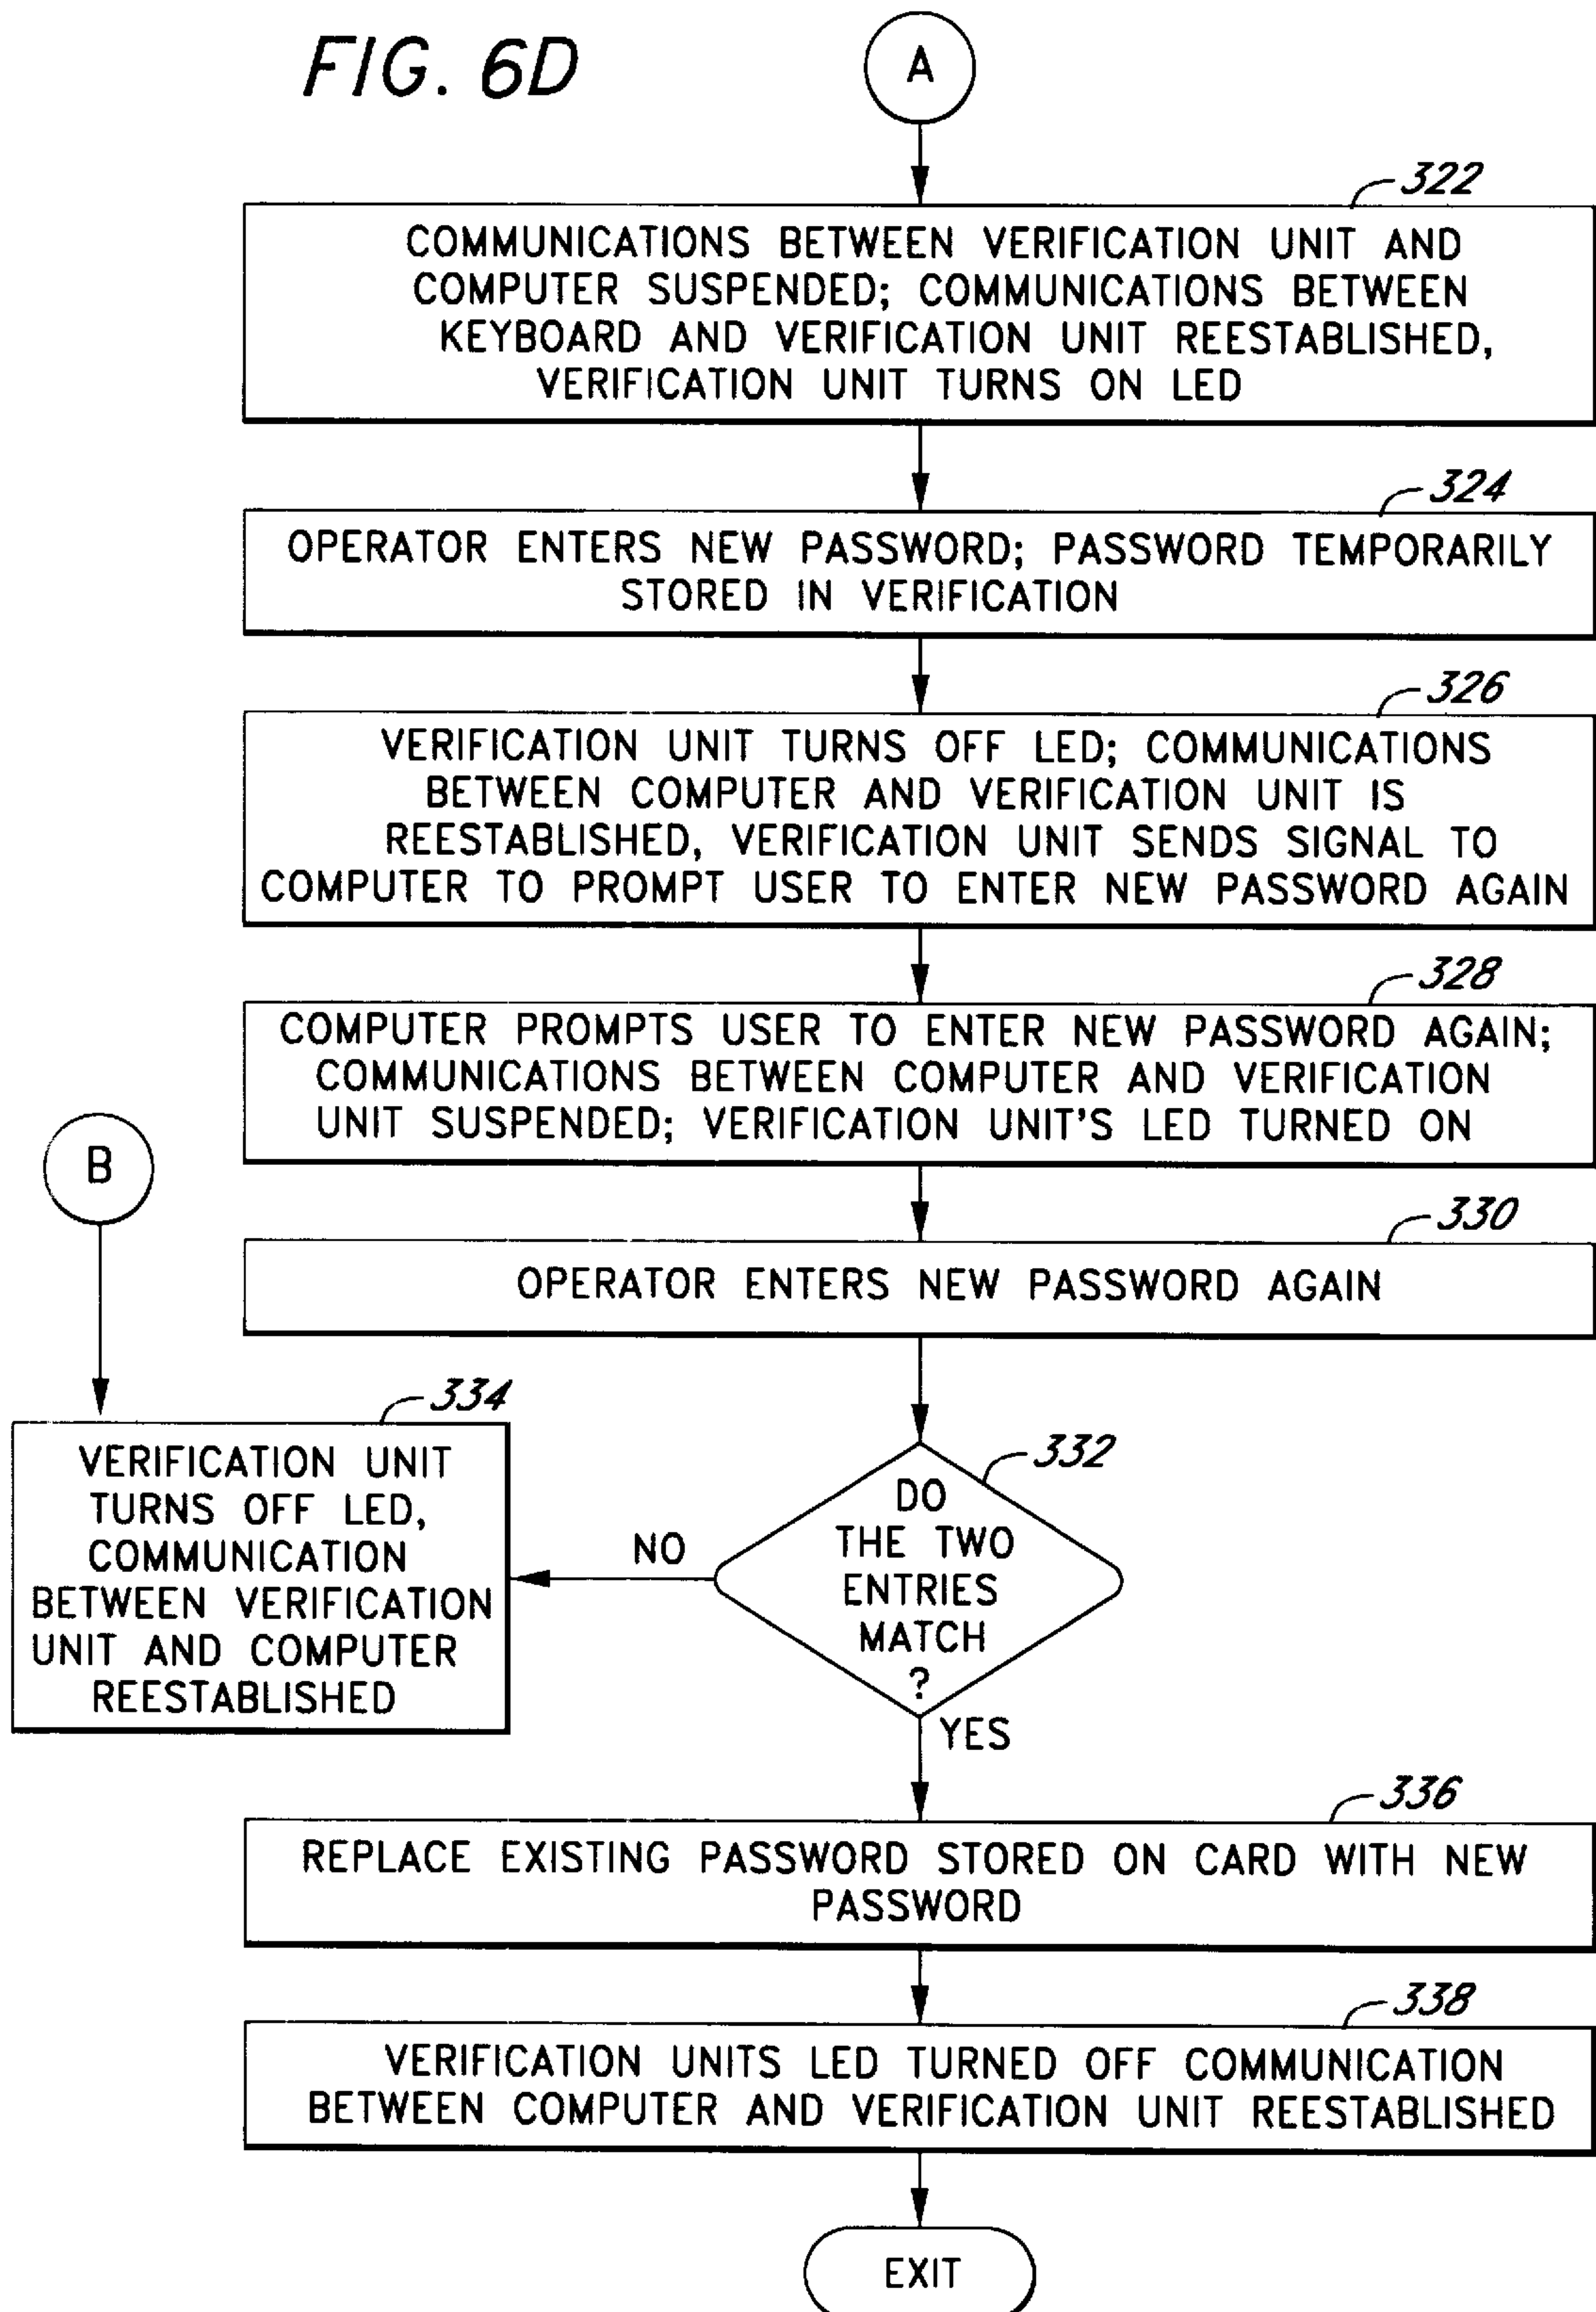 FIG. 6D
A
322
COMMUNICATIONS BETWEEN VERIFICATION UNIT AND
COMPUTER SUSPENDED; COMMUNICATIONS BETWEEN
KEYBOARD AND VERIFICATION UNIT REESTABLISHED,
VERIFICATION UNIT TURNS ON LED
324
OPERATOR ENTERS NEW PASSWORD; PASSWORD TEMPORARILY
STORED IN VERIFICATION
326
VERIFICATION UNIT TURNS OFF LED; COMMUNICATIONS
BETWEEN COMPUTER AND VERIFICATION UNIT IS
REESTABLISHED, VERIFICATION UNIT SENDS SIGNAL TO
COMPUTER TO PROMPT USER TO ENTER NEW PASSWORD AGAIN
328
COMPUTER PROMPTS USER TO ENTER NEW PASSWORD AGAIN;
COMMUNICATIONS BETWEEN COMPUTER AND VERIFICATION
UNIT SUSPENDED; VERIFICATION UNIT'S LED TURNED ON
B
330
OPERATOR ENTERS NEW PASSWORD AGAIN
334
VERIFICATION UNIT
TURNS OFF LED,
COMMUNICATION
BETWEEN VERIFICATION
UNIT AND COMPUTER
REESTABLISHED
NO
332
DO
THE TWO
ENTRIES
MATCH
?
YES
336
REPLACE EXISTING PASSWORD STORED ON CARD WITH NEW
PASSWORD
338
VERIFICATION UNITS LED TURNED OFF COMMUNICATION
BETWEEN COMPUTER AND VERIFICATION UNIT REESTABLISHED
EXIT